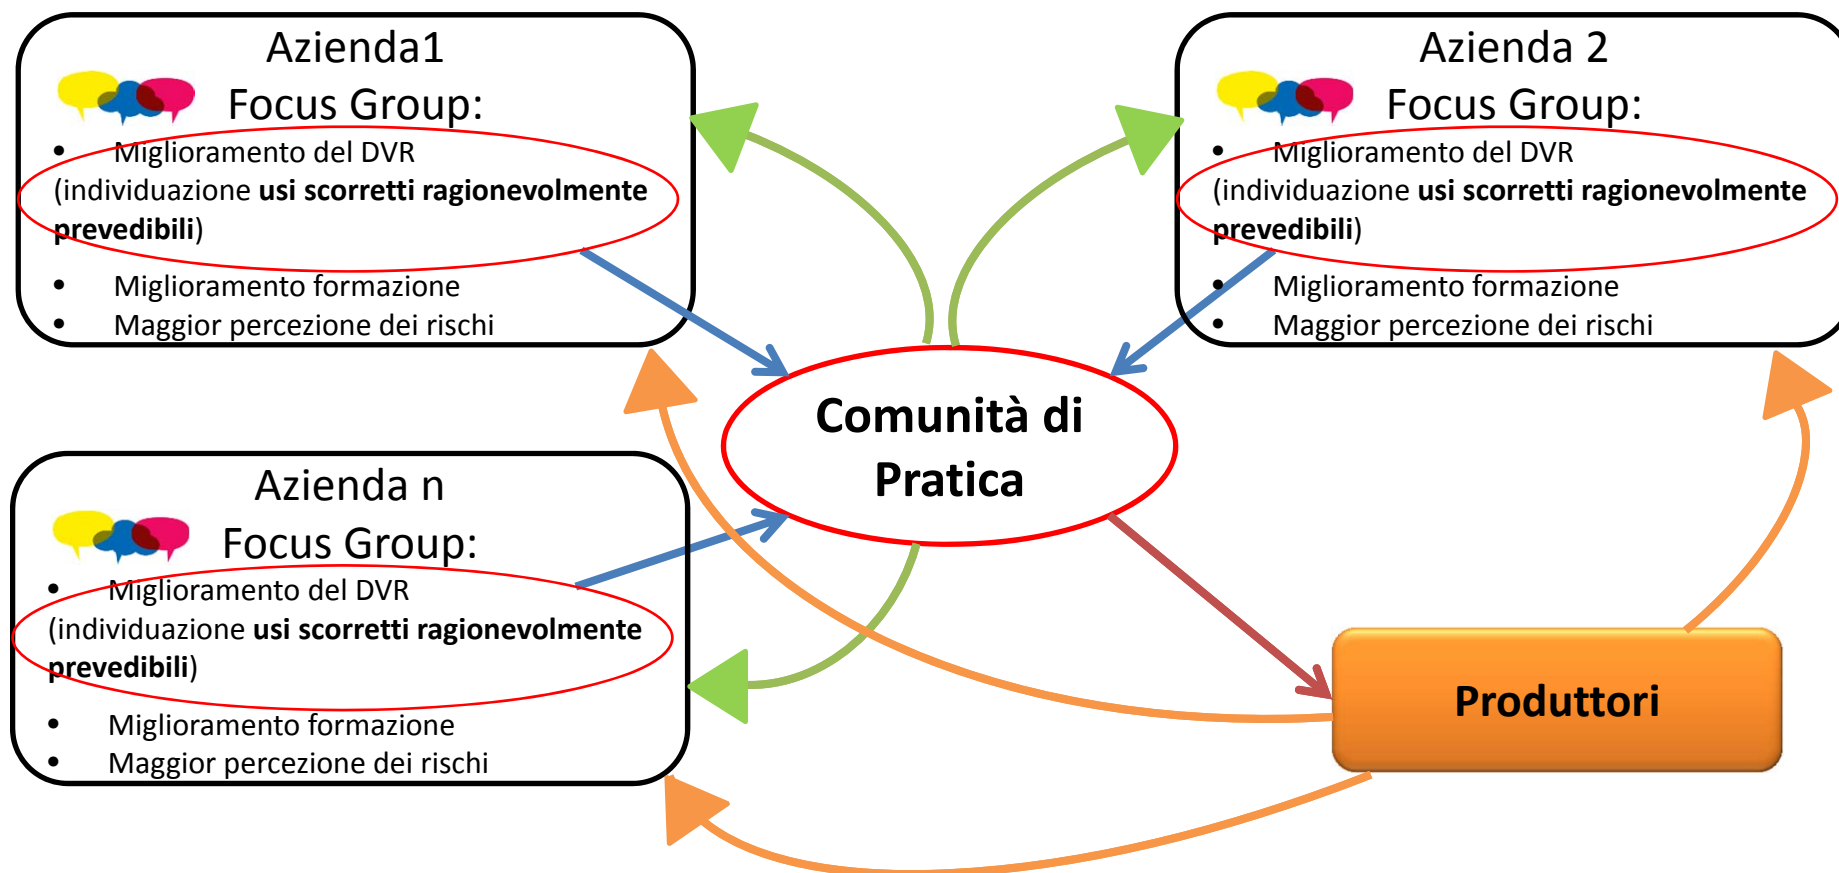 Azienda1
Focus Group:
• Miglioramento del DVR
(individuazione usi scorretti ragionevolmente
prevedibili)
• Miglioramento formazione
• Maggior percezione dei rischi
Azienda 2
Focus Group:
• Miglioramento del DVR
(individuazione usi scorretti ragionevolmente
prevedibili)
• Miglioramento formazione
• Maggior percezione dei rischi
Comunità di
Pratica
Azienda n
Focus Group:
• Miglioramento del DVR
(individuazione usi scorretti ragionevolmente
prevedibili)
• Miglioramento formazione
• Maggior percezione dei rischi
Produttori